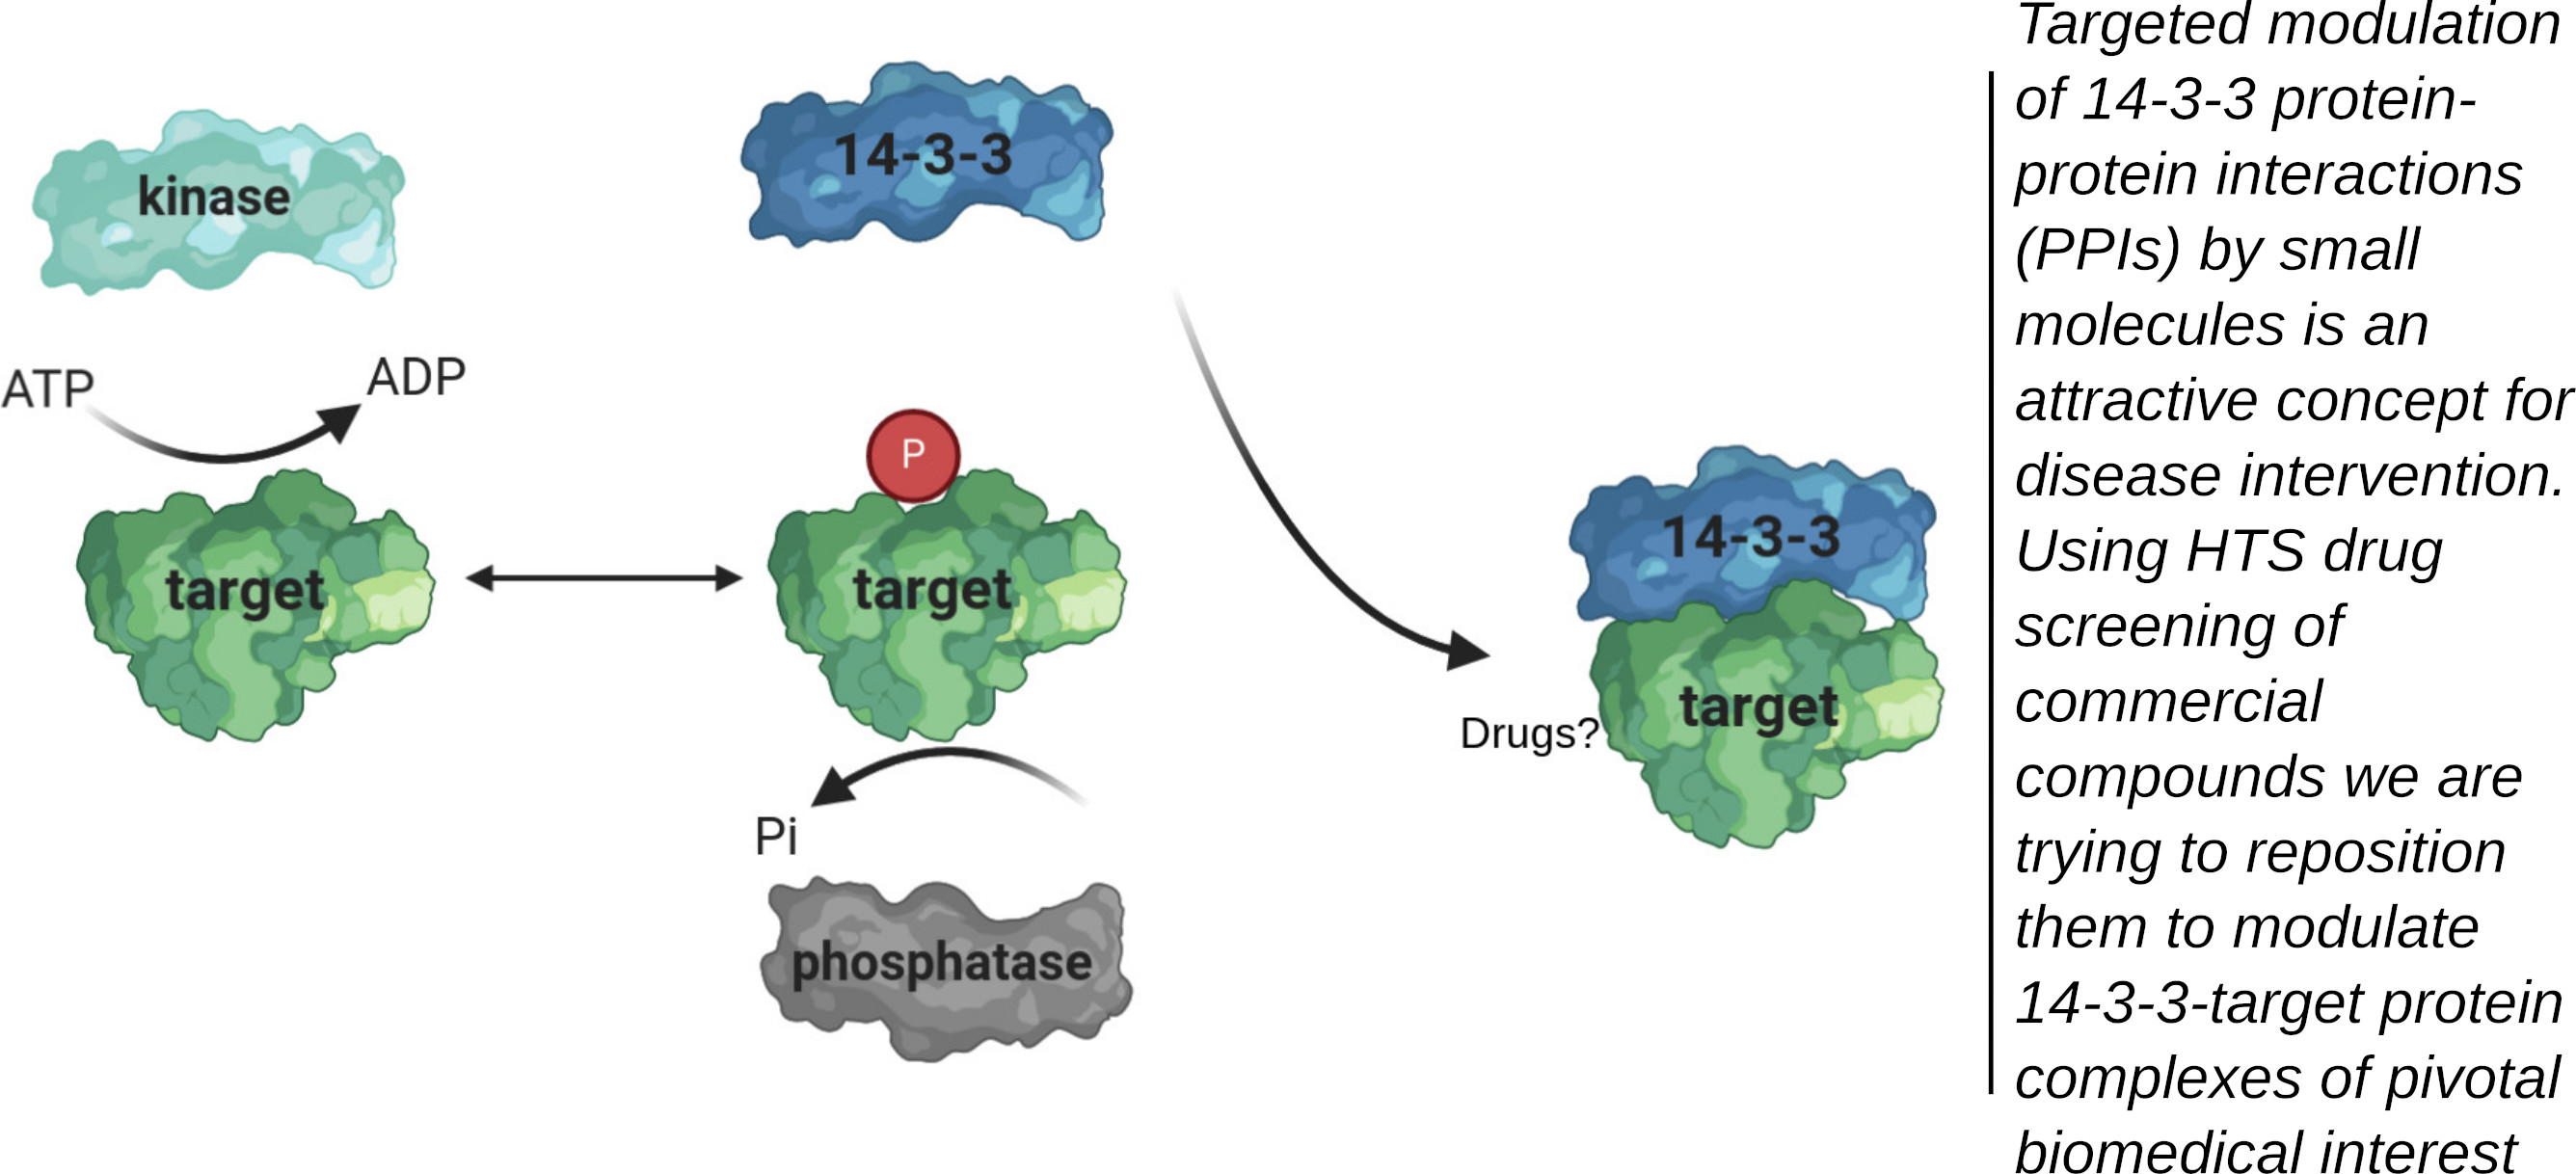 kinase
14-3-3
ATP
ADP
P
target
target
Pi
phosphatase
14-3-3
target
Drugs?
Targeted modulation
of 14-3-3 protein-
protein interactions
(PPIs) by small
molecules is an
attractive concept for
disease intervention.
Using HTS drug
screening of
commercial
compounds we are
trying to reposition
them to modulate
14-3-3-target protein
complexes of pivotal
biomedical interest